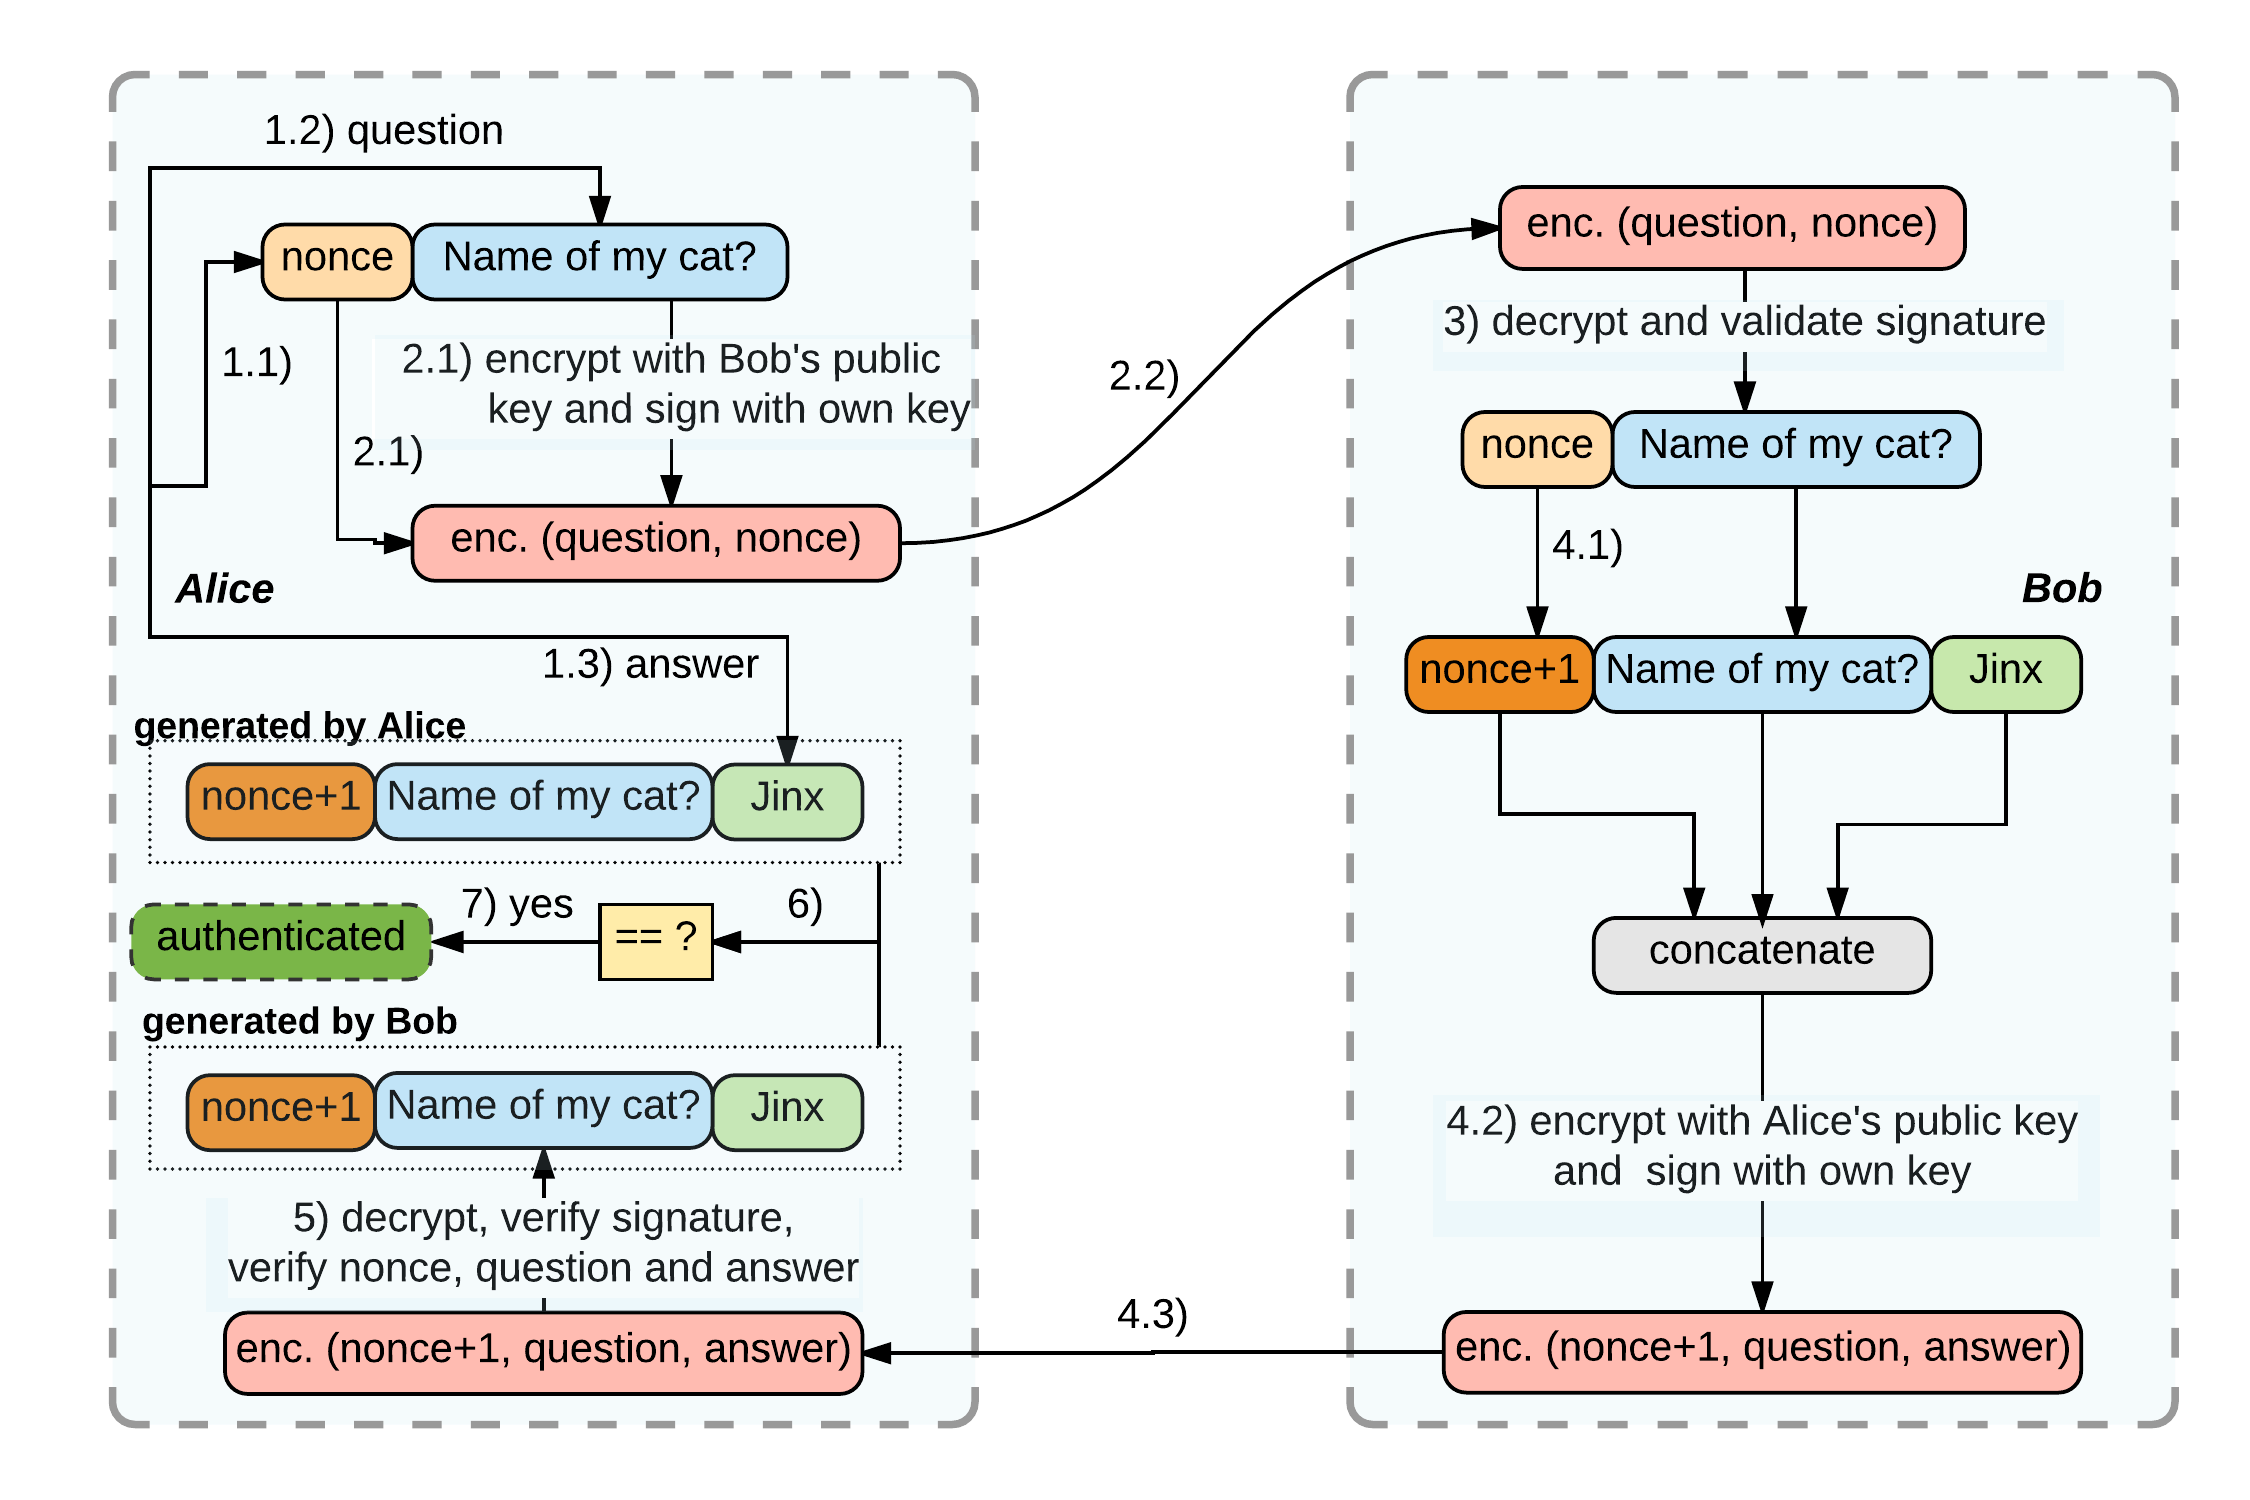 1.2) question
nonce
Name of my cat?
1.1)
2.1) encrypt with Bob's public
key and sign with own key
2.1)
enc. (question, nonce)
Alice
1.3) answer
generated by Alice
nonce+1
Name of my cat?
Jinx
authenticated
7) yes
== ?
6)
generated by Bob
nonce+1
Name of my cat?
Jinx
5) decrypt, verify signature,
verify nonce, question and answer
enc. (nonce+1, question, answer)
2.2)
4.3)
enc. (question, nonce)
3) decrypt and validate signature
nonce
Name of my cat?
4.1)
Bob
nonce+1
Name of my cat?
Jinx
concatenate
4.2) encrypt with Alice's public key
and  sign with own key
enc. (nonce+1, question, answer)